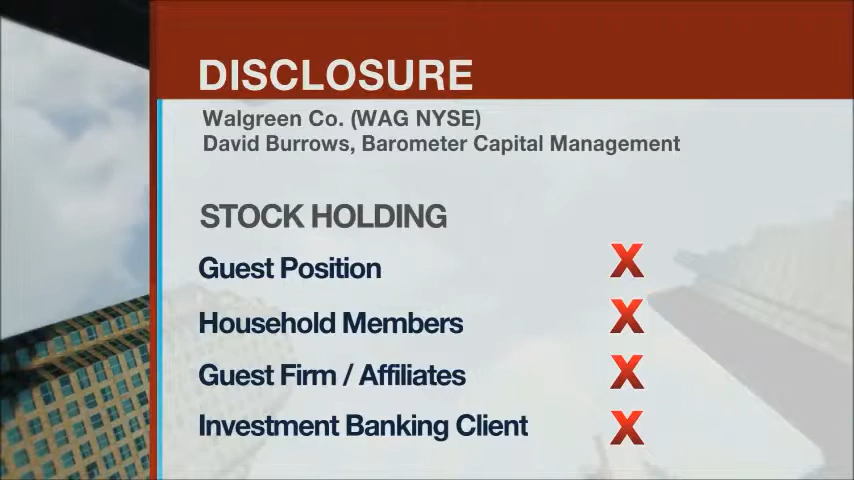 DISCLOSURE
Walgreen Co. (WAG NYSE)
David Burrows, Barometer Capital Management
STOCK HOLDING
Guest Position X
Household Members X
Guest Firm / Affiliates X
Investment Banking Client X